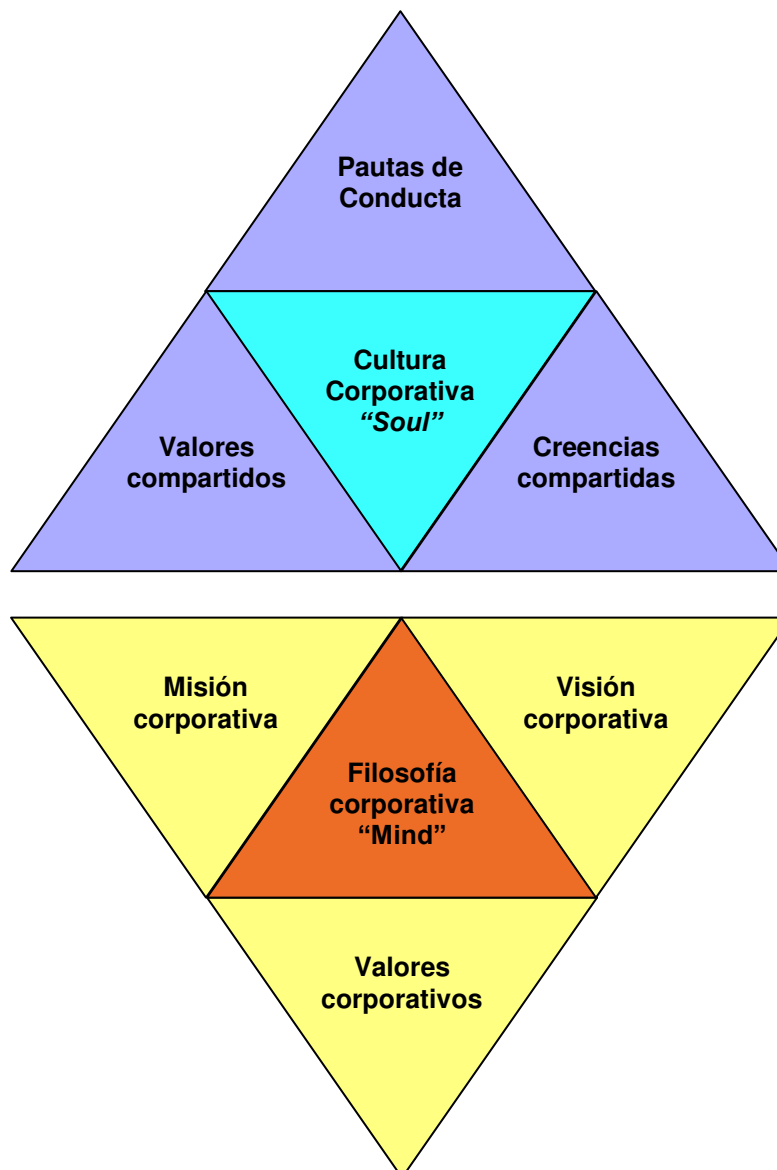 Pautas de
Conducta
Cultura
Corporativa
“Soul”
Valores
compartidos
Creencias
compartidas
Misión
corporativa
Visión
corporativa
Filosofía
corporativa
“Mind”
Valores
corporativos